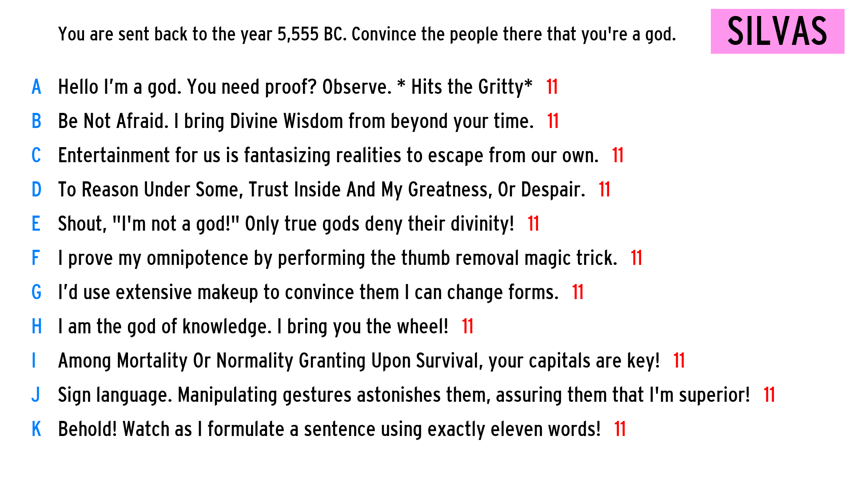 You are sent back to the year 5,555 BC. Convince the people there that you're a god.
SILVAS
A Hello I’m a god. You need proof? Observe. * Hits the Gritty* 11
B Be Not Afraid. I bring Divine Wisdom from beyond your time. 11
C Entertainment for us is fantasizing realities to escape from our own. 11
D To Reason Under Some, Trust Inside And My Greatness, Or Despair. 11
E Shout, "I'm not a god!" Only true gods deny their divinity! 11
F I prove my omnipotence by performing the thumb removal magic trick. 11
G I’d use extensive makeup to convince them I can change forms. 11
H I am the god of knowledge. I bring you the wheel! 11
I Among Mortality Or Normality Granting Upon Survival, your capitals are key! 11
J Sign language. Manipulating gestures astonishes them, assuring them that I'm superior! 11
K Behold! Watch as I formulate a sentence using exactly eleven words! 11